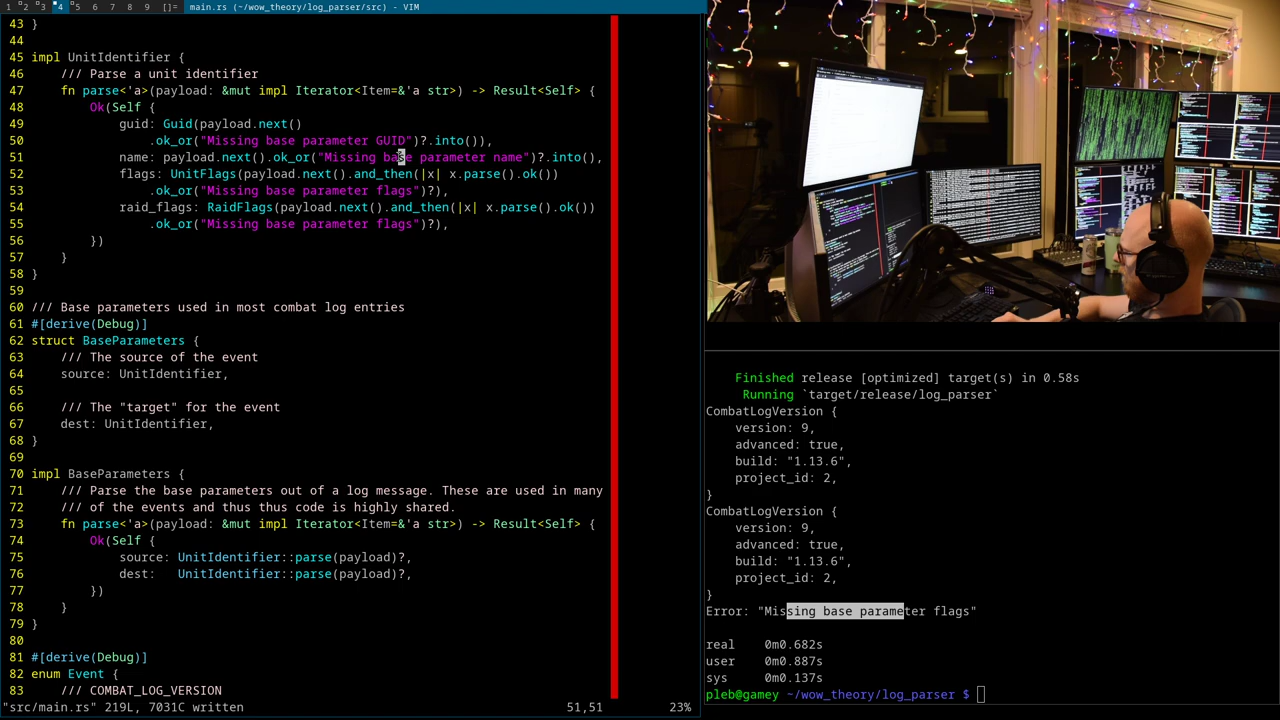 1 2 3 4 5 6 7 8 9 []= main.rs (~/wow_theory/log_parser/src) - VIM
43 }
44
45 impl UnitIdentifier {
46     /// Parse a unit identifier
47     fn parse<'a>(payload: &mut impl Iterator<Item=&'a str>) -> Result<Self> {
48         Ok(Self {
49             guid: Guid(payload.next()
50                 .ok_or("Missing base parameter GUID")?.into()),
51             name: payload.next().ok_or("Missing base parameter name")?.into(),
52             flags: UnitFlags(payload.next().and_then(|x| x.parse().ok())
53                 .ok_or("Missing base parameter flags")?),
54             raid_flags: RaidFlags(payload.next().and_then(|x| x.parse().ok())
55                 .ok_or("Missing base parameter flags")?),
56         })
57     }
58 }
59
60 /// Base parameters used in most combat log entries
61 #[derive(Debug)]
62 struct BaseParameters {
63     /// The source of the event
64     source: UnitIdentifier,
65
66     /// The "target" for the event
67     dest: UnitIdentifier,
68 }
69
70 impl BaseParameters {
71     /// Parse the base parameters out of a log message. These are used in many
72     /// of the events and thus thus code is highly shared.
73     fn parse<'a>(payload: &mut impl Iterator<Item=&'a str>) -> Result<Self> {
74         Ok(Self {
75             source: UnitIdentifier::parse(payload)?,
76             dest:   UnitIdentifier::parse(payload)?,
77         })
78     }
79 }
80
81 #[derive(Debug)]
82 enum Event {
83     /// COMBAT_LOG_VERSION
"src/main.rs" 219L, 7031C written 51,51 23%
Finished release [optimized] target(s) in 0.58s
Running `target/release/log_parser`
CombatLogVersion {
    version: 9,
    advanced: true,
    build: "1.13.6",
    project_id: 2,
}
CombatLogVersion {
    version: 9,
    advanced: true,
    build: "1.13.6",
    project_id: 2,
}
Error: "Missing base parameter flags"
real    0m0.682s
user    0m0.887s
sys     0m0.137s
pleb@gamey ~/wow_theory/log_parser $